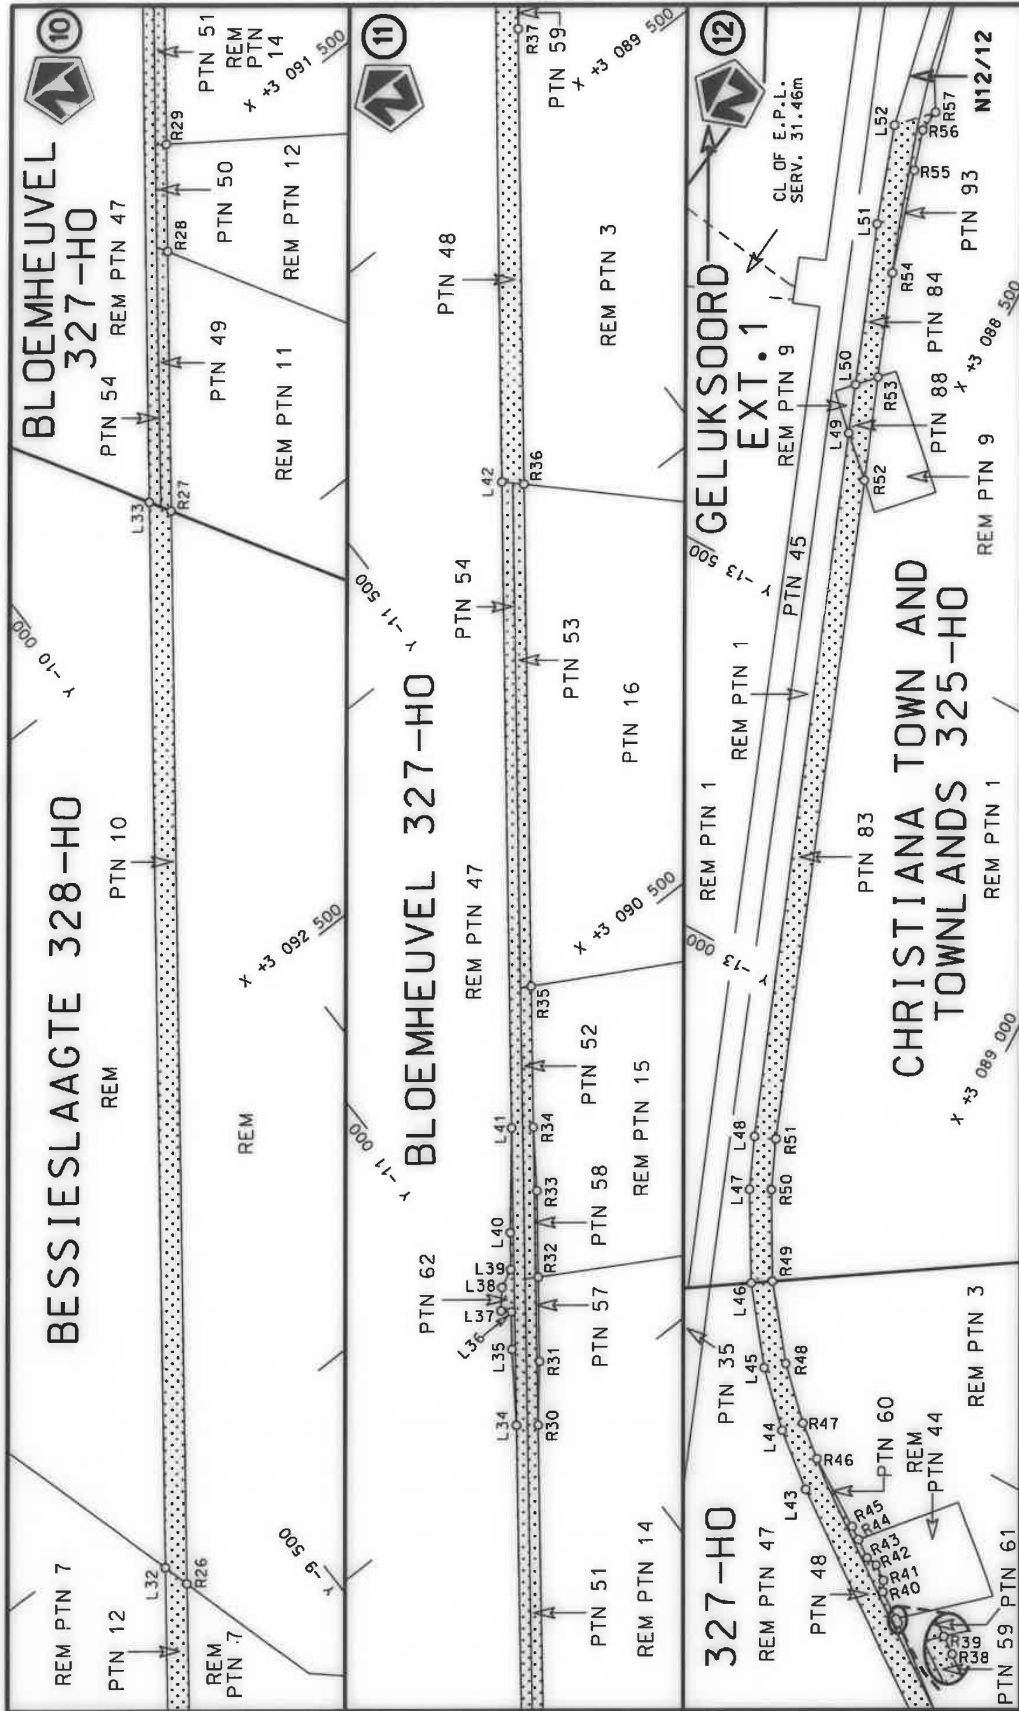 10
BLOEMHEUVEL
327-HO
PTN 51
REM
PTN
14
X +3 091 500
R29
PTN 50
REM PTN 12
REM PTN 47
R28
PTN 54
PTN 49
REM PTN 11
L33
R27
Y -10 000
BESSIESLAAGTE 328-HO
PTN 10
REM
REM
X +3 092 500
Y -9 500
L32
R26
REM PTN 7
PTN 12
REM
PTN 7
11
R37
PTN 59
X +3 089 500
PTN 48
REM PTN 3
L42
R36
Y -11 500
PTN 54
PTN 53
PTN 16
BLOEMHEUVEL 327-HO
REM PTN 47
X +3 090 500
R35
PTN 52
REM PTN 15
L41
R34
Y -11 000
R33
PTN 58
L40
R32
L39
L38
PTN 62
L37
L36
L35
PTN 57
R31
L34
R30
PTN 51
REM PTN 14
12
GELUKSOORD
EXT.1
CL OF E.P.L.
SERV. 31.46m
L52
R57
R56
N12/12
R55
PTN 93
L51
R54
PTN 84
X +3 088 500
L50
R53
REM PTN 9
PTN 88
L49
R52
REM PTN 9
Y -13 500
PTN 45
REM PTN 1
REM PTN 1
PTN 83
CHRISTIANA TOWN AND
TOWNLANDS 325-HO
REM PTN 1
Y -13 000
X +3 089 000
L48
R51
L47
R50
R49
L46
PTN 35
L45
R48
REM PTN 3
L44
R47
R46
PTN 60
REM
PTN 44
L43
R45
R44
R43
R42
R41
R40
327-HO
REM PTN 47
PTN 48
R39
R38
PTN 61
PTN 59